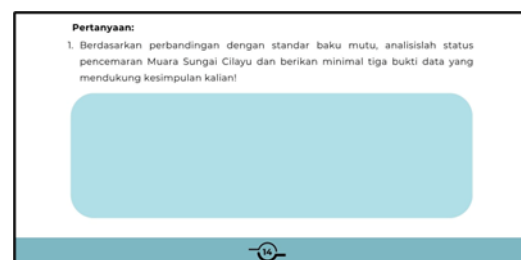 Pertanyaan:
1. Berdasarkan perbandingan dengan standar baku mutu, analisislah status
pencemaran Muara Sungai Cilayu dan berikan minimal tiga bukti data yang
mendukung kesimpulan kalian!
14